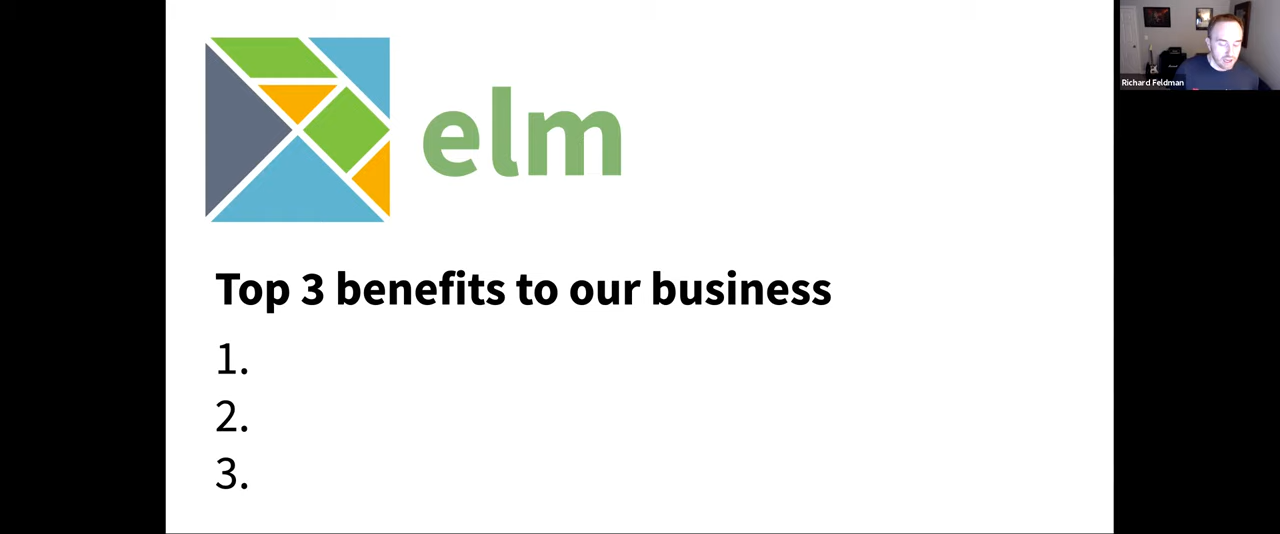 elm
Richard Feldman
Top 3 benefits to our business
1.
2.
3.